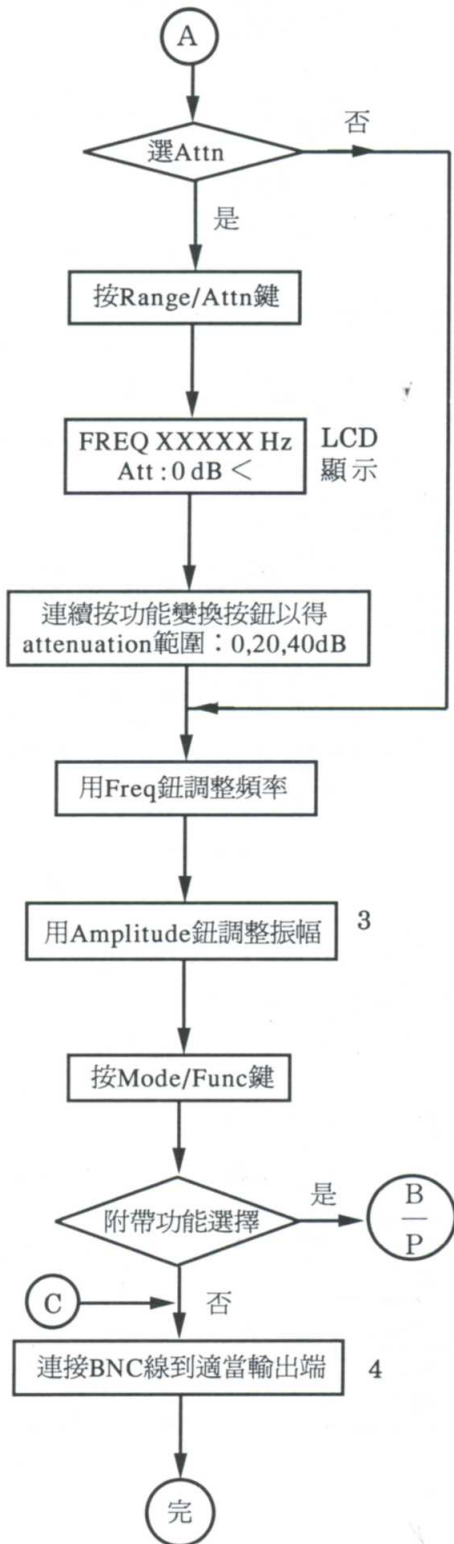 A
選Attn
否
是
按Range/Attn鍵
FREQ XXXXX Hz
Att : 0 dB <
LCD
顯示
連續按功能變換按鈕以得
attenuation範圍：0,20,40dB
用Freq鈕調整頻率
用Amplitude鈕調整振幅
3
按Mode/Func鍵
附帶功能選擇
是
B
P
C
否
連接BNC線到適當輸出端
4
完